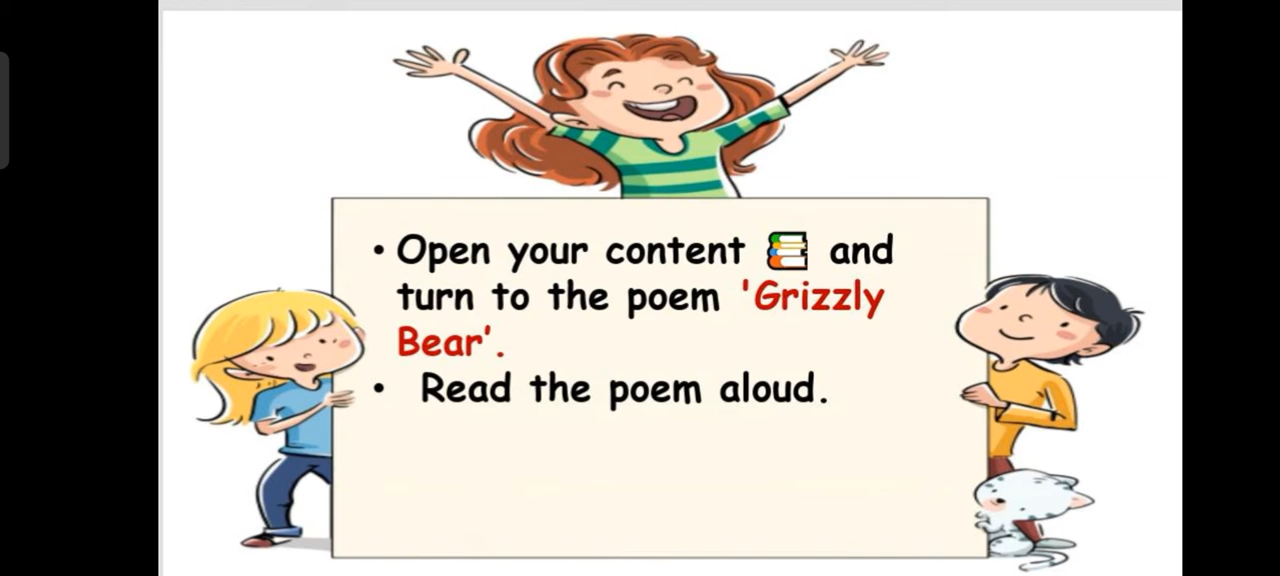 • Open your content 📚 and
turn to the poem 'Grizzly
Bear'.
• Read the poem aloud.